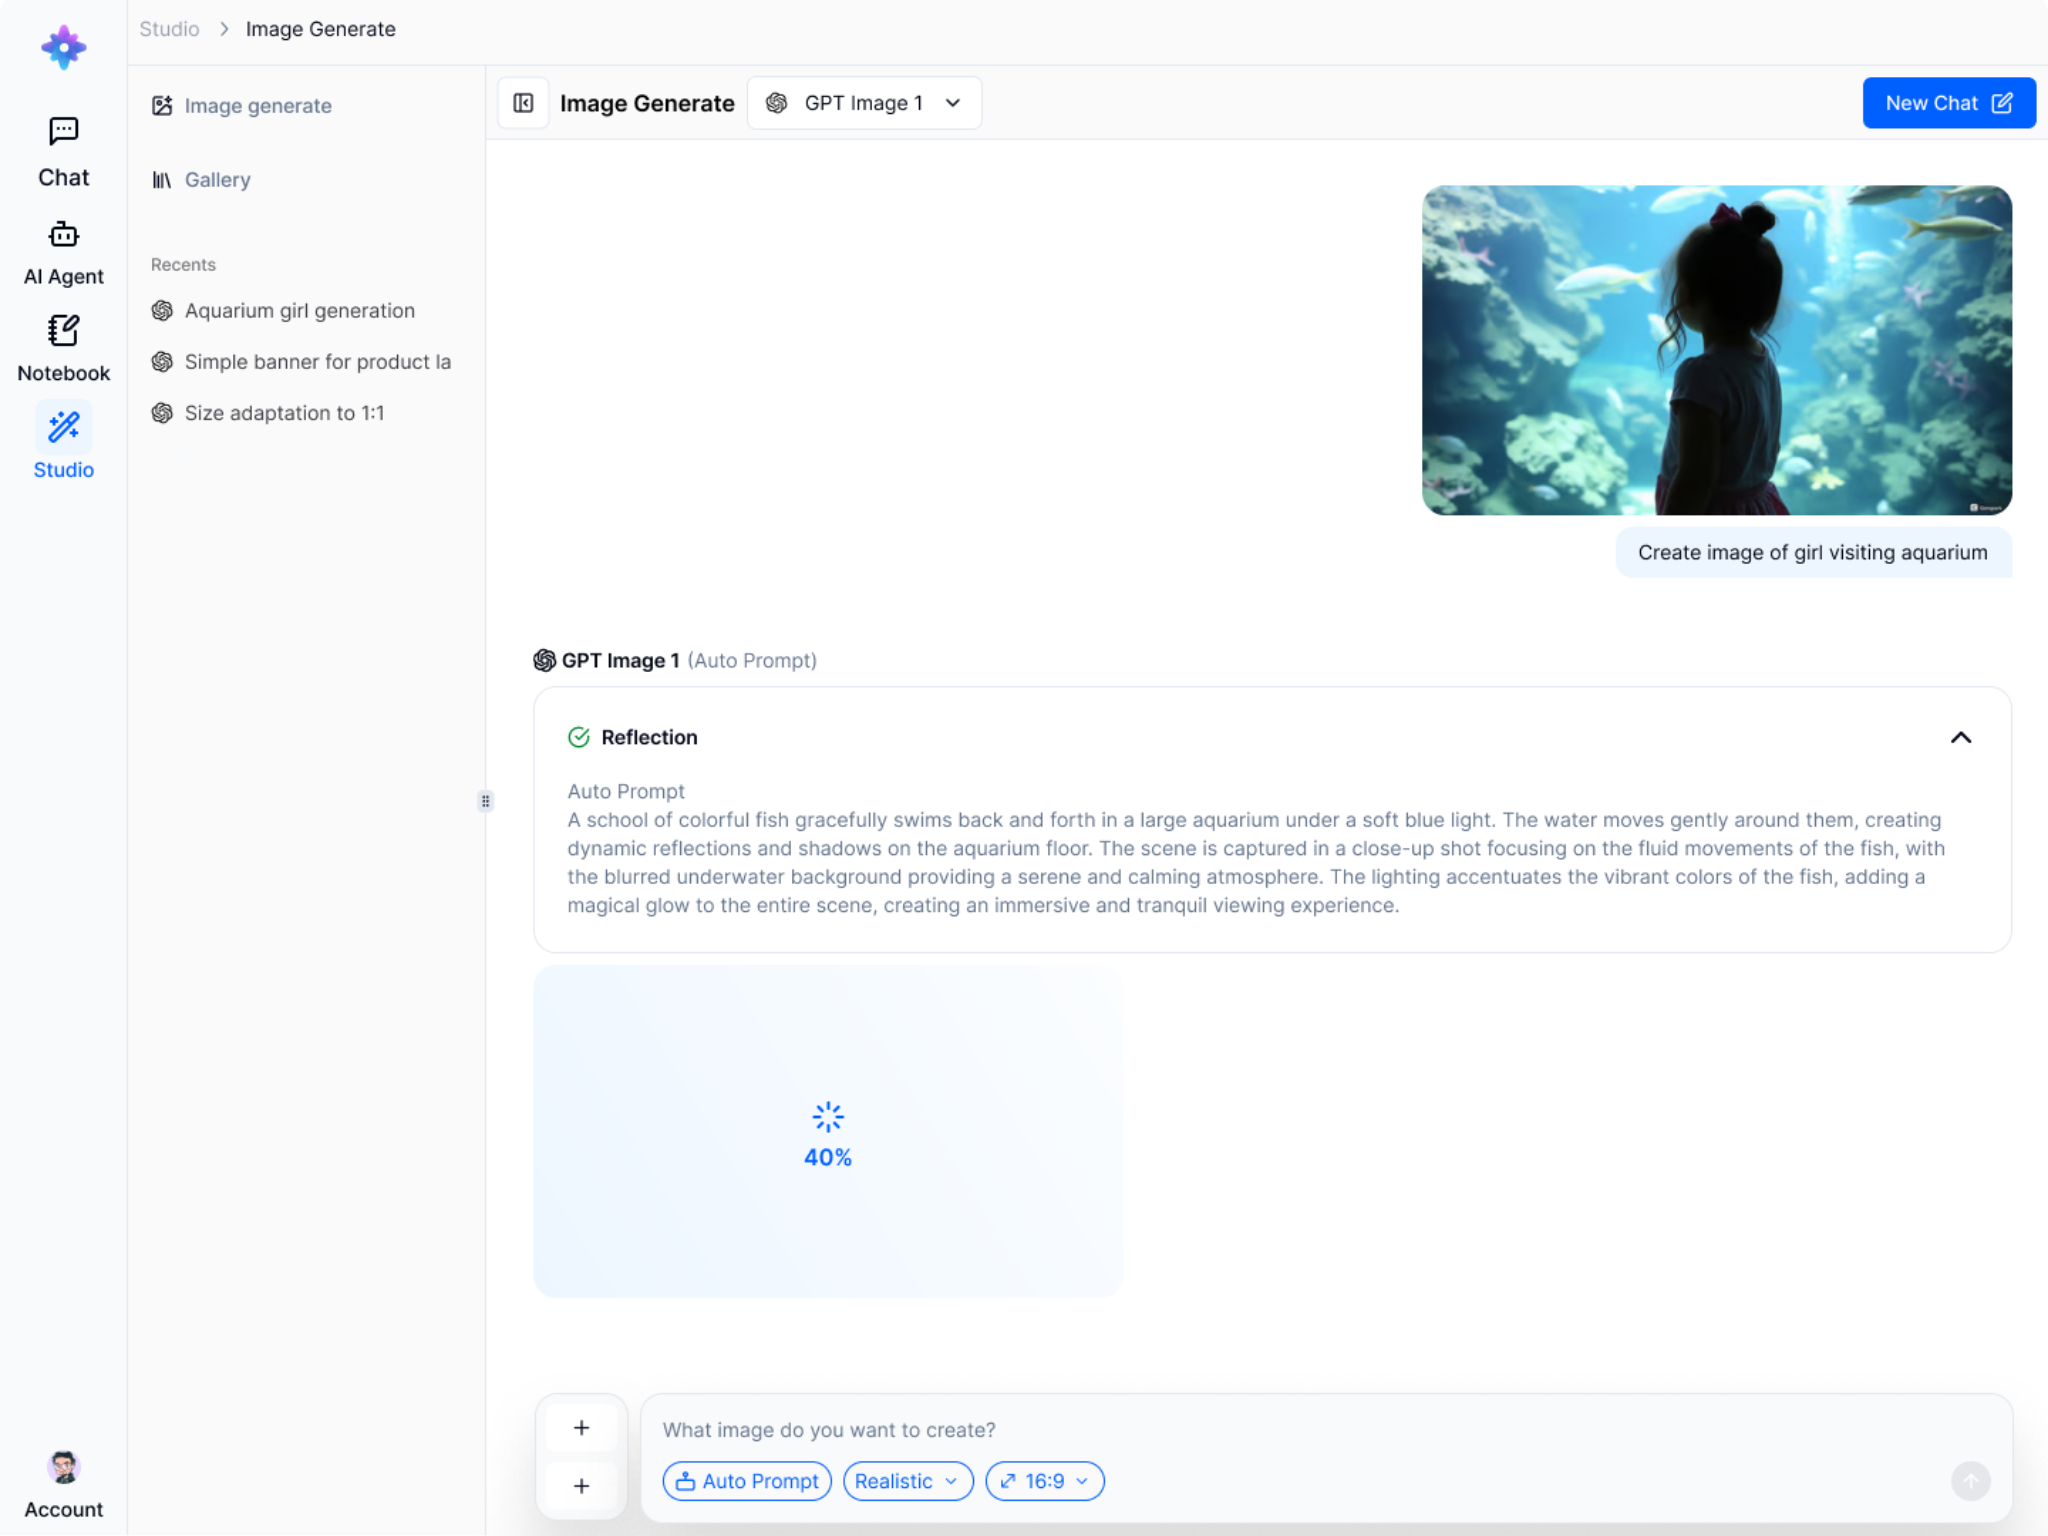 Studio > Image Generate
Chat
AI Agent
Notebook
Studio
Account
Image generate
Gallery
Recents
Aquarium girl generation
Simple banner for product la
Size adaptation to 1:1
Image Generate
GPT Image 1
New Chat
Create image of girl visiting aquarium
GPT Image 1 (Auto Prompt)
Reflection
Auto Prompt
A school of colorful fish gracefully swims back and forth in a large aquarium under a soft blue light. The water moves gently around them, creating
dynamic reflections and shadows on the aquarium floor. The scene is captured in a close-up shot focusing on the fluid movements of the fish, with
the blurred underwater background providing a serene and calming atmosphere. The lighting accentuates the vibrant colors of the fish, adding a
magical glow to the entire scene, creating an immersive and tranquil viewing experience.
40%
What image do you want to create?
Auto Prompt
Realistic
16:9